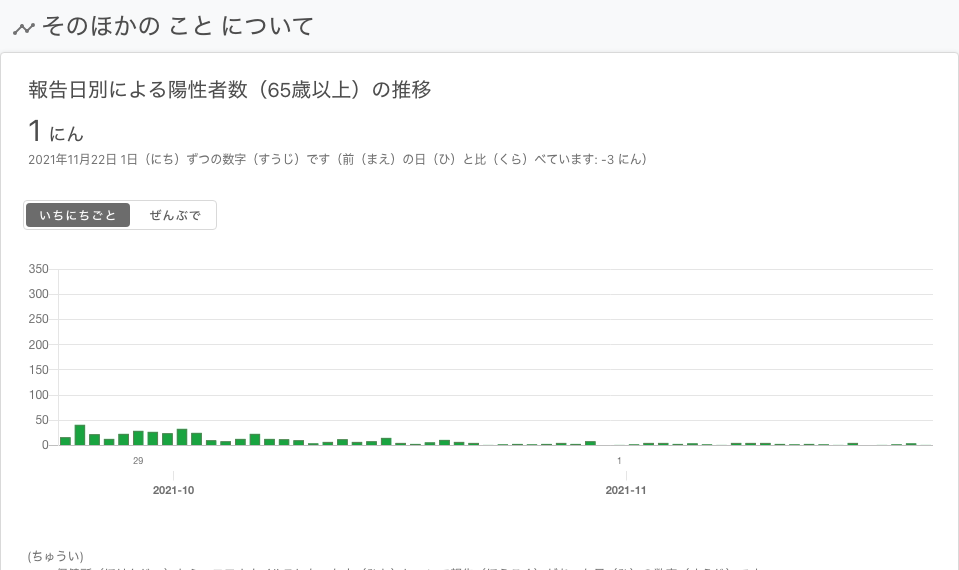 そのほかの こと について
報告日別による陽性者数（65歳以上）の推移
1 にん
2021年11月22日 1日（にち）ずつの数字（すうじ）です（前（まえ）の日（ひ）と比（くら）べています: -3 にん）
いちにちごと ぜんぶで
350
300
250
200
150
100
50
0
29 1
2021-10 2021-11
(ちゅうい)